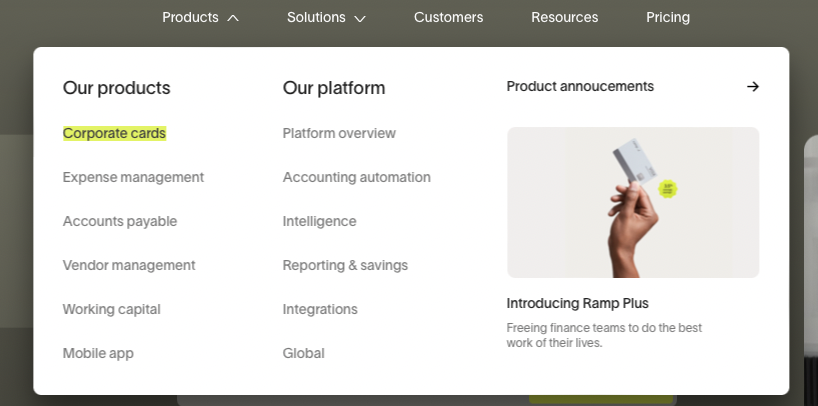 Products
Solutions
Customers
Resources
Pricing
Our products
Corporate cards
Expense management
Accounts payable
Vendor management
Working capital
Mobile app
Our platform
Platform overview
Accounting automation
Intelligence
Reporting & savings
Integrations
Global
Product annoucements
Introducing Ramp Plus
Freeing finance teams to do the best
work of their lives.